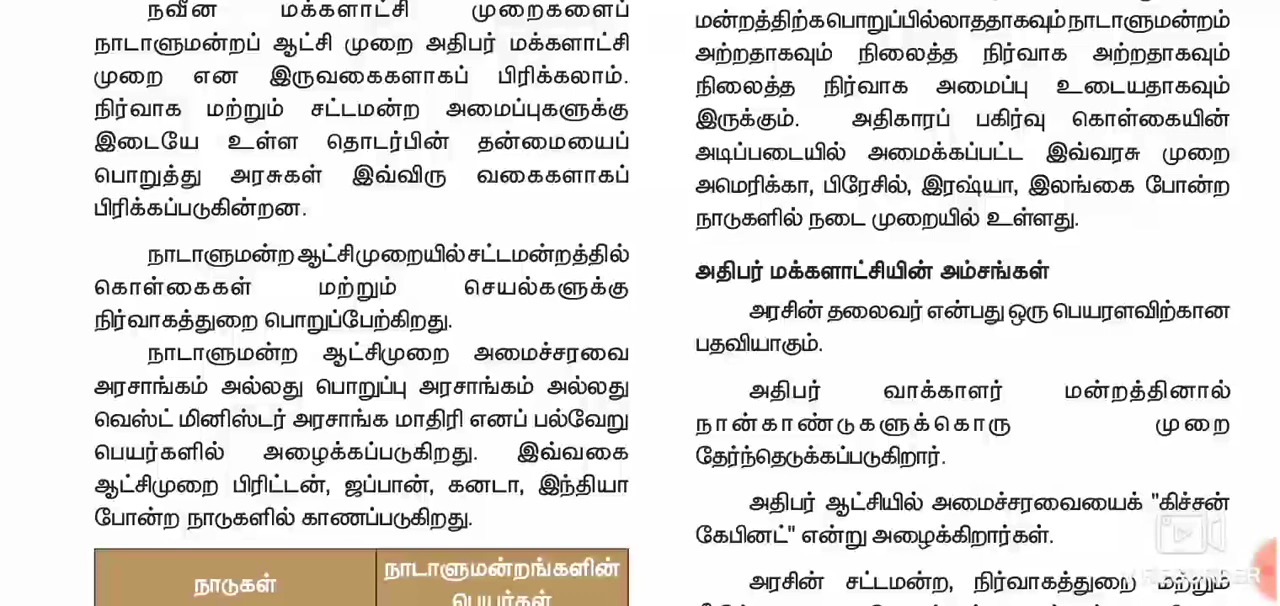 நவீன மக்களாட்சி முறைகளைப்
நாடாளுமன்றப் ஆட்சி முறை அதிபர் மக்களாட்சி
முறை என இருவகைகளாகப் பிரிக்கலாம்.
நிர்வாக மற்றும் சட்டமன்ற அமைப்புகளுக்கு
இடையே உள்ள தொடர்பின் தன்மையைப்
பொறுத்து அரசுகள் இவ்விரு வகைகளாகப்
பிரிக்கப்படுகின்றன.
நாடாளுமன்ற ஆட்சிமுறையில் சட்டமன்றத்தில்
கொள்கைகள் மற்றும் செயல்களுக்கு
நிர்வாகத்துறை பொறுப்பேற்கிறது.
நாடாளுமன்ற ஆட்சிமுறை அமைச்சரவை
அரசாங்கம் அல்லது பொறுப்பு அரசாங்கம் அல்லது
வெஸ்ட் மினிஸ்டர் அரசாங்க மாதிரி எனப் பல்வேறு
பெயர்களில் அழைக்கப்படுகிறது. இவ்வகை
ஆட்சிமுறை பிரிட்டன், ஜப்பான், கனடா, இந்தியா
போன்ற நாடுகளில் காணப்படுகிறது.
நாடுகள்
நாடாளுமன்றங்களின்
பெயர்கள்
மன்றத்திற்கபொறுப்பில்லாததாகவும் நாடாளுமன்றம்
அற்றதாகவும் நிலைத்த நிர்வாக அற்றதாகவும்
நிலைத்த நிர்வாக அமைப்பு உடையதாகவும்
இருக்கும். அதிகாரப் பகிர்வு கொள்கையின்
அடிப்படையில் அமைக்கப்பட்ட இவ்வரசு முறை
அமெரிக்கா, பிரேசில், இரஷ்யா, இலங்கை போன்ற
நாடுகளில் நடை முறையில் உள்ளது.
அதிபர் மக்களாட்சியின் அம்சங்கள்
அரசின் தலைவர் என்பது ஒரு பெயரளவிற்கான
பதவியாகும்.
அதிபர் வாக்காளர் மன்றத்தினால்
நான்காண்டுகளுக்கொரு முறை
தேர்ந்தெடுக்கப்படுகிறார்.
அதிபர் ஆட்சியில் அமைச்சரவையைக் "கிச்சன்
கேபினட்" என்று அழைக்கிறார்கள்.
அரசின் சட்டமன்ற, நிர்வாகத்துறை மற்றும்